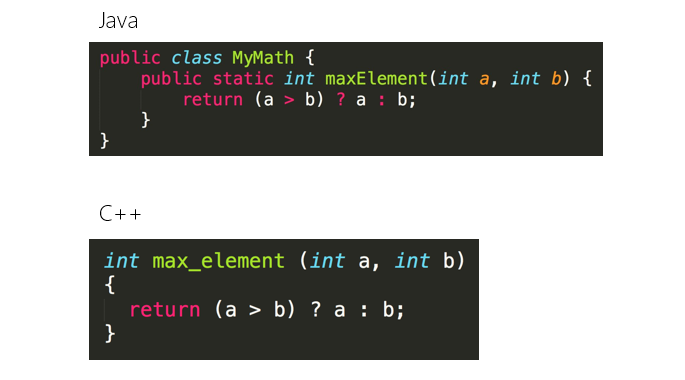 Java
public class MyMath {
    public static int maxElement(int a, int b) {
        return (a > b) ? a : b;
    }
}
C++
int max_element (int a, int b)
{
  return (a > b) ? a : b;
}